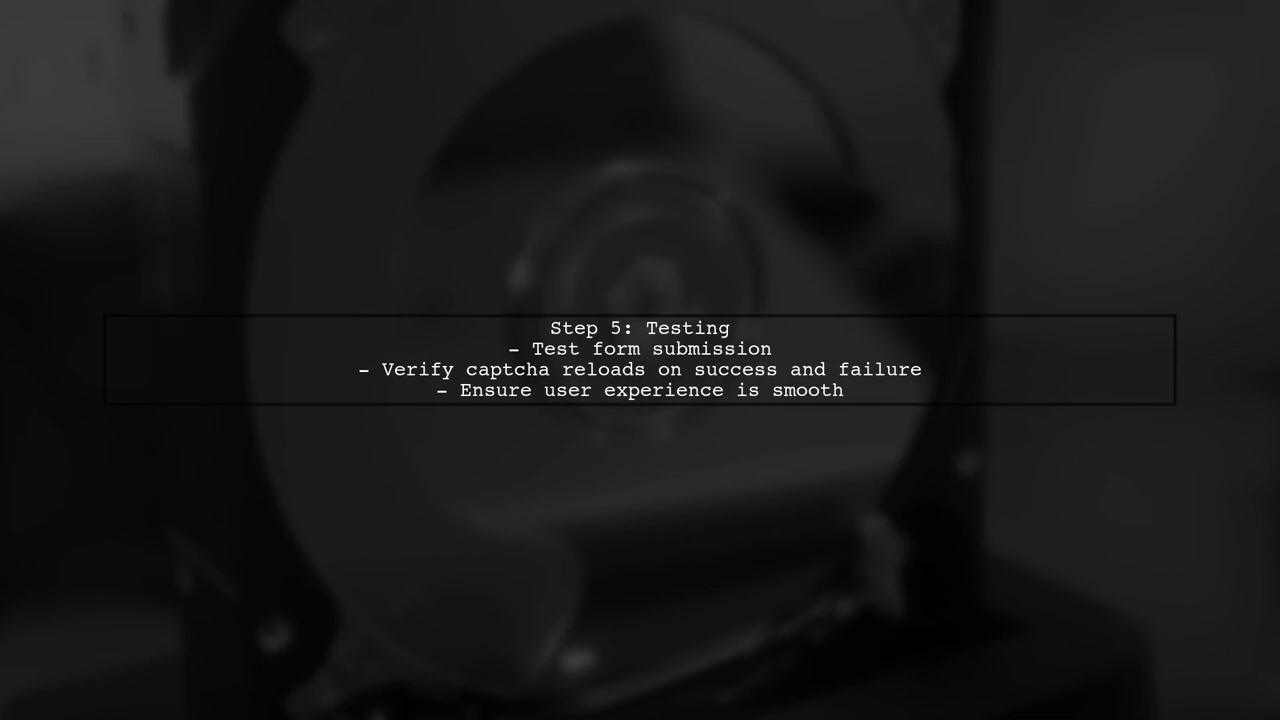 Step 5: Testing
- Test form submission
- Verify captcha reloads on success and failure
- Ensure user experience is smooth